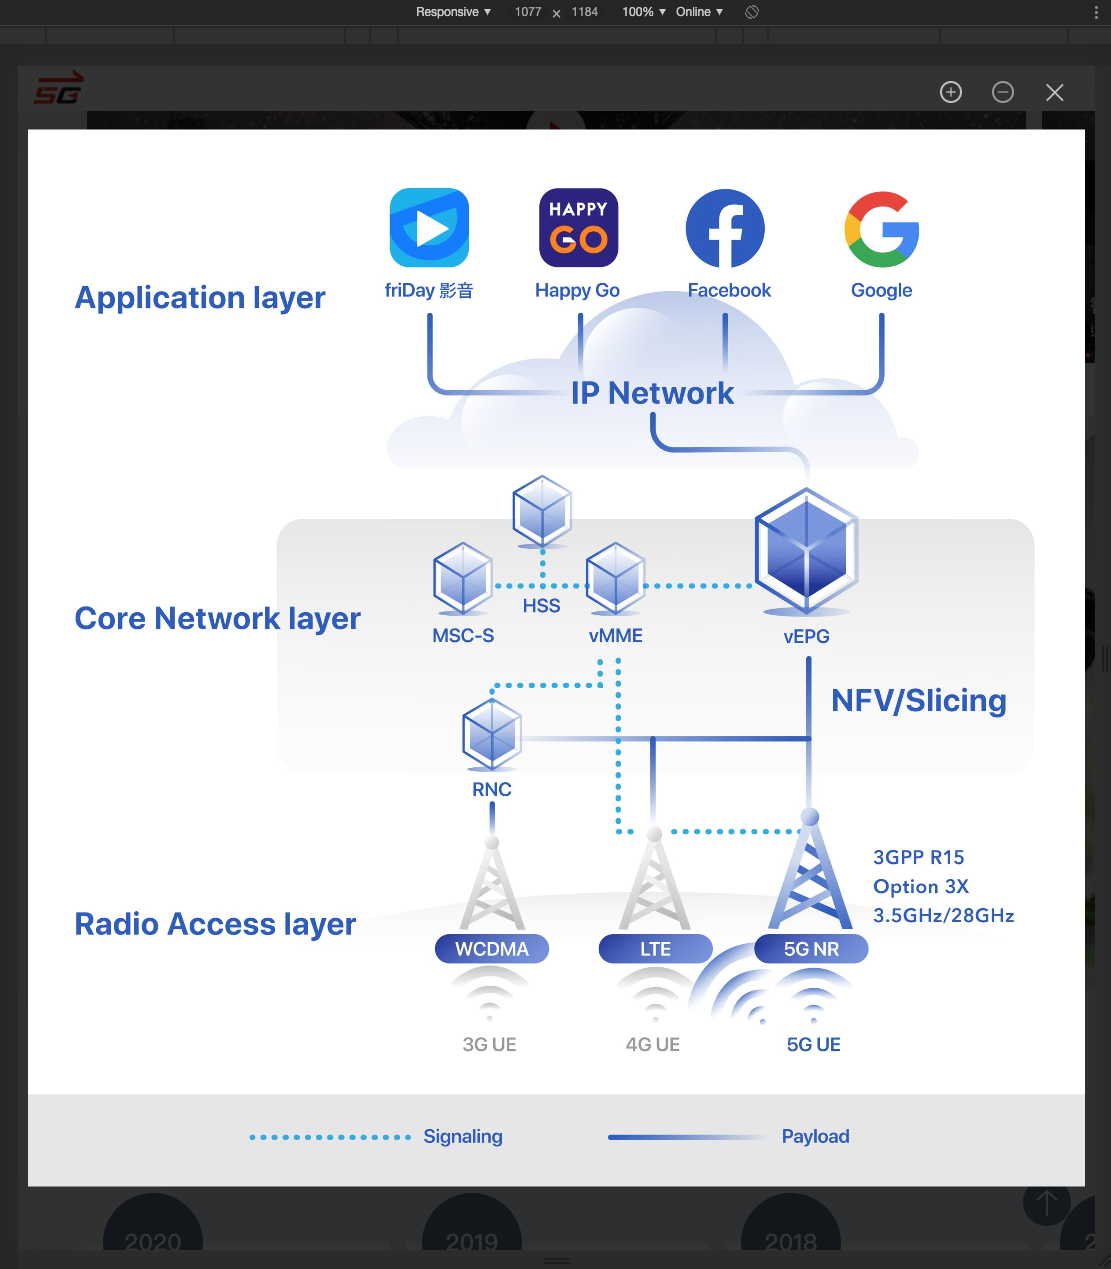 Responsive ▼ 1077 x 1184 100% ▼ Online ▼
5G
HAPPY
GO
friDay 影音
Happy Go
Facebook
Google
Application layer
IP Network
HSS
MSC-S
vMME
vEPG
Core Network layer
NFV/Slicing
RNC
3GPP R15
Option 3X
3.5GHz/28GHz
Radio Access layer
WCDMA
LTE
5G NR
3G UE
4G UE
5G UE
Signaling
Payload
2020
2019
2018